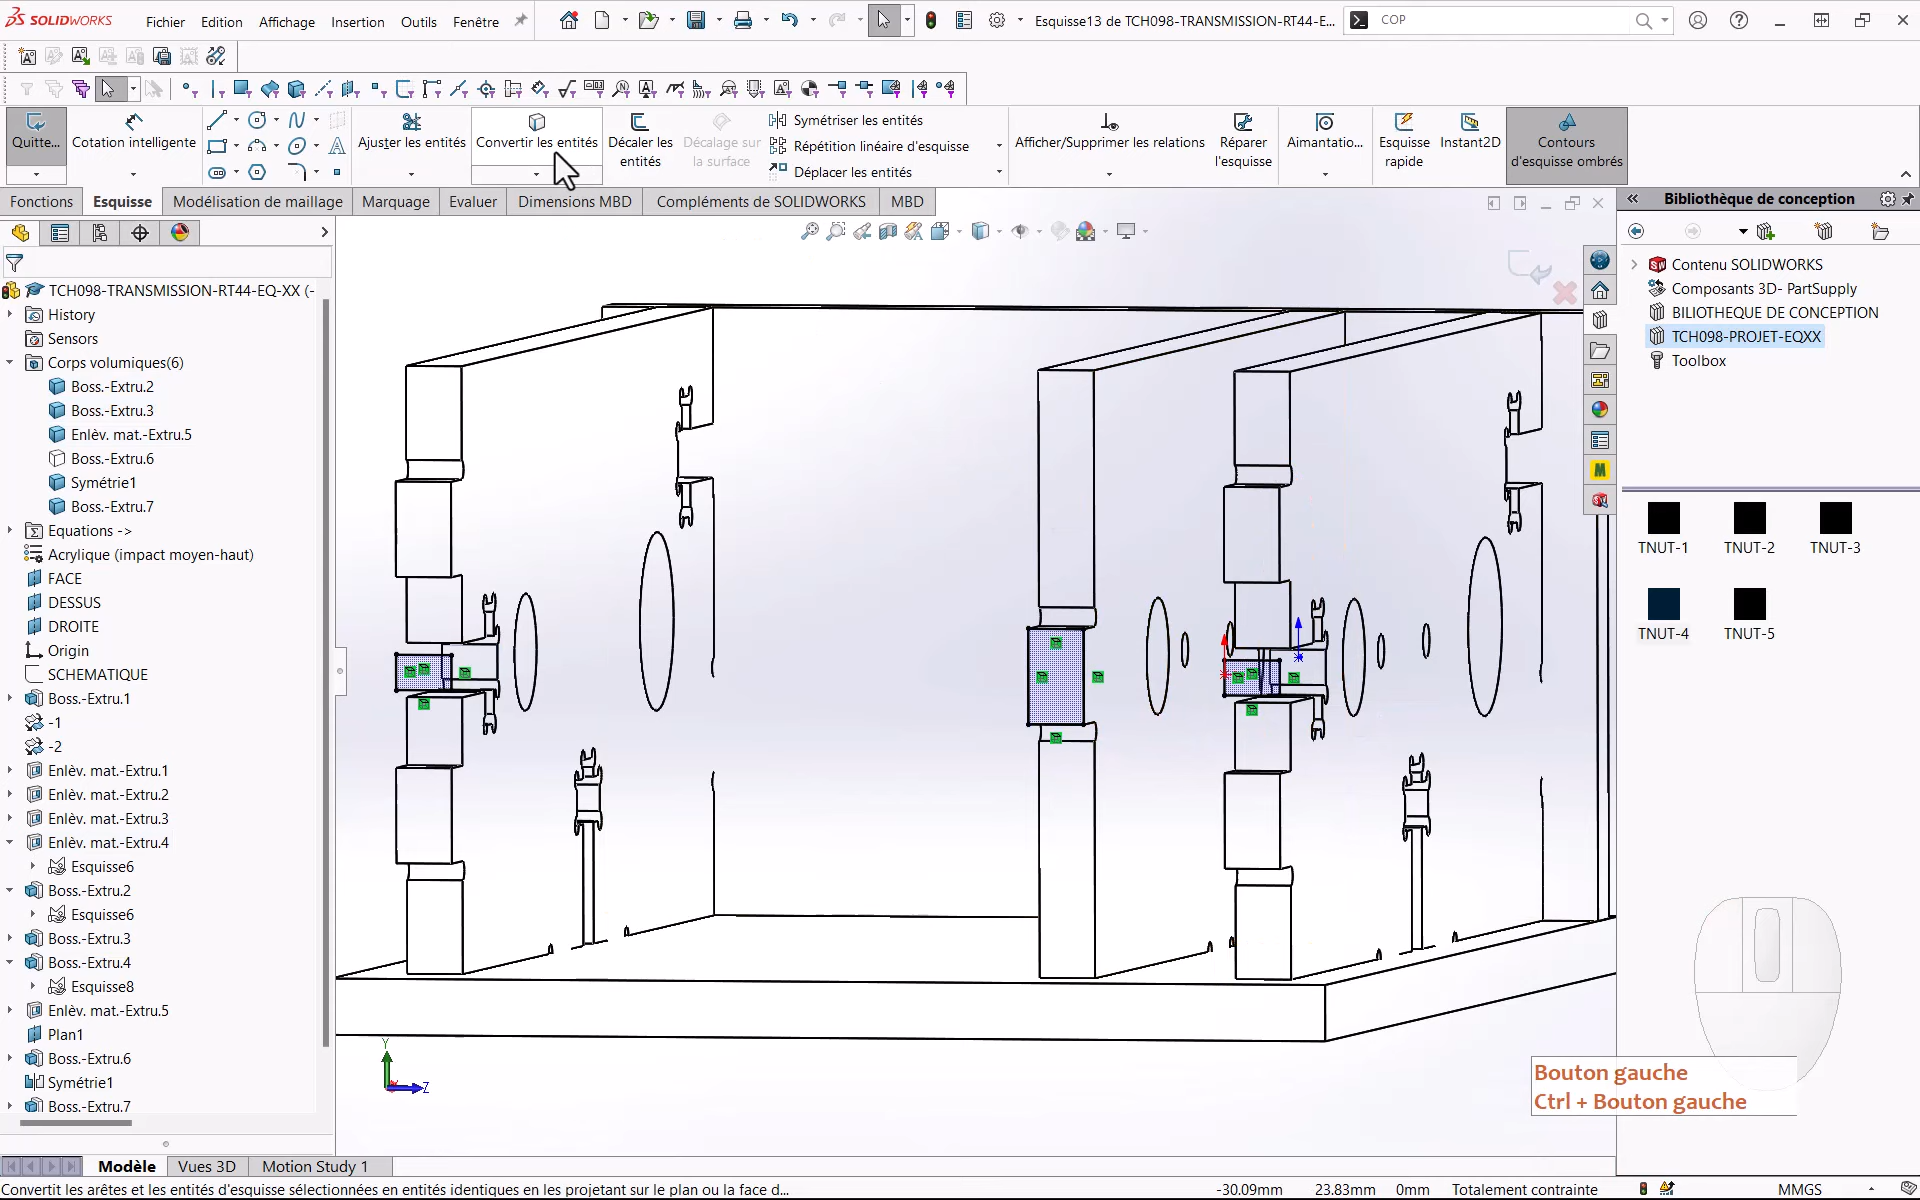 SOLIDWORKS
Fichier Edition Affichage Insertion Outils Fenêtre
Esquisse13 de TCH098-TRANSMISSION-RT44-E...
COP
Quitte...
Cotation intelligente
Ajuster les entités
Convertir les entités
Décaler les entités
Décalage sur la surface
Symétriser les entités
Répétition linéaire d'esquisse
Déplacer les entités
Afficher/Supprimer les relations
Réparer l'esquisse
Aimantatio...
Esquisse rapide
Instant2D
Contours d'esquisse ombrés
Fonctions Esquisse Modélisation de maillage Marquage Evaluer Dimensions MBD Compléments de SOLIDWORKS MBD
TCH098-TRANSMISSION-RT44-EQ-XX (-
History
Sensors
Corps volumiques(6)
Boss.-Extru.2
Boss.-Extru.3
Enlèv. mat.-Extru.5
Boss.-Extru.6
Symétrie1
Boss.-Extru.7
Equations ->
Acrylique (impact moyen-haut)
FACE
DESSUS
DROITE
Origin
SCHEMATIQUE
Boss.-Extru.1
-1
-2
Enlèv. mat.-Extru.1
Enlèv. mat.-Extru.2
Enlèv. mat.-Extru.3
Enlèv. mat.-Extru.4
Esquisse6
Boss.-Extru.2
Esquisse6
Boss.-Extru.3
Boss.-Extru.4
Esquisse8
Enlèv. mat.-Extru.5
Plan1
Boss.-Extru.6
Symétrie1
Boss.-Extru.7
Y
Z
Bibliothèque de conception
Contenu SOLIDWORKS
Composants 3D- PartSupply
BILIOTHEQUE DE CONCEPTION
TCH098-PROJET-EQXX
Toolbox
TNUT-1 TNUT-2 TNUT-3
TNUT-4 TNUT-5
Bouton gauche
Ctrl + Bouton gauche
Modèle Vues 3D Motion Study 1
Convertit les arêtes et les entités d'esquisse sélectionnées en entités identiques en les projetant sur le plan ou la face d...
-30.09mm 23.83mm 0mm Totalement contrainte MMGS